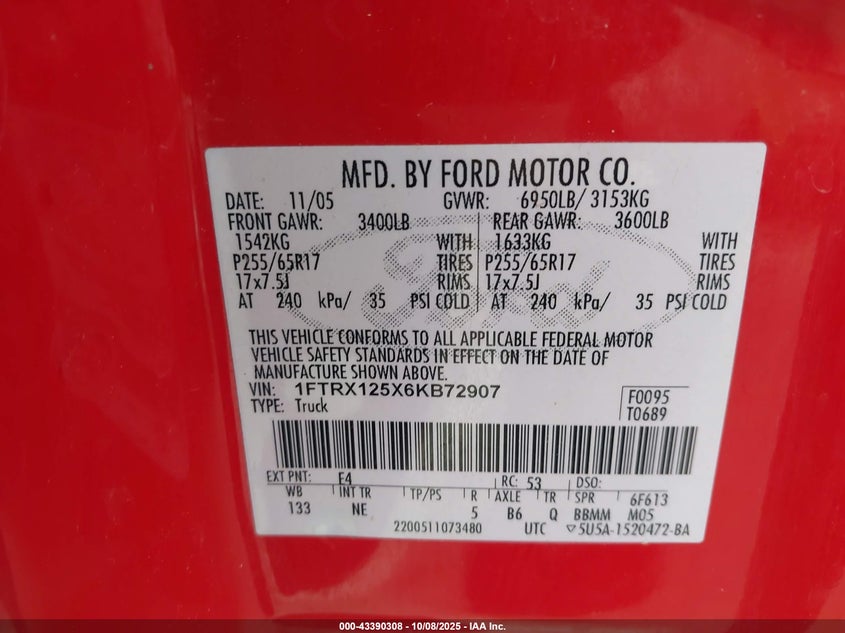 MFD. BY FORD MOTOR CO.
DATE: 11/05 GVWR: 6950LB/ 3153KG
FRONT GAWR: 3400LB REAR GAWR: 3600LB
1542KG WITH 1633KG WITH
P255/65R17 TIRES P255/65R17 TIRES
17x7.5J RIMS 17x7.5J RIMS
AT 240 kPa/ 35 PSI COLD AT 240 kPa/ 35 PSI COLD
THIS VEHICLE CONFORMS TO ALL APPLICABLE FEDERAL MOTOR
VEHICLE SAFETY STANDARDS IN EFFECT ON THE DATE OF
MANUFACTURE SHOWN ABOVE.
VIN: 1FTRX125X6KB72907 F0095
TYPE: Truck T0689
EXT PNT: E4 RC: 53 DSO:
WB INT TR TP/PS R AXLE TR SPR 6F613
133 NE 5 B6 Q BBMM M05
2200511073480 UTC ▽5U5A-1520472-BA
Ford
000-43390308 - 10/08/2025 - IAA Inc.